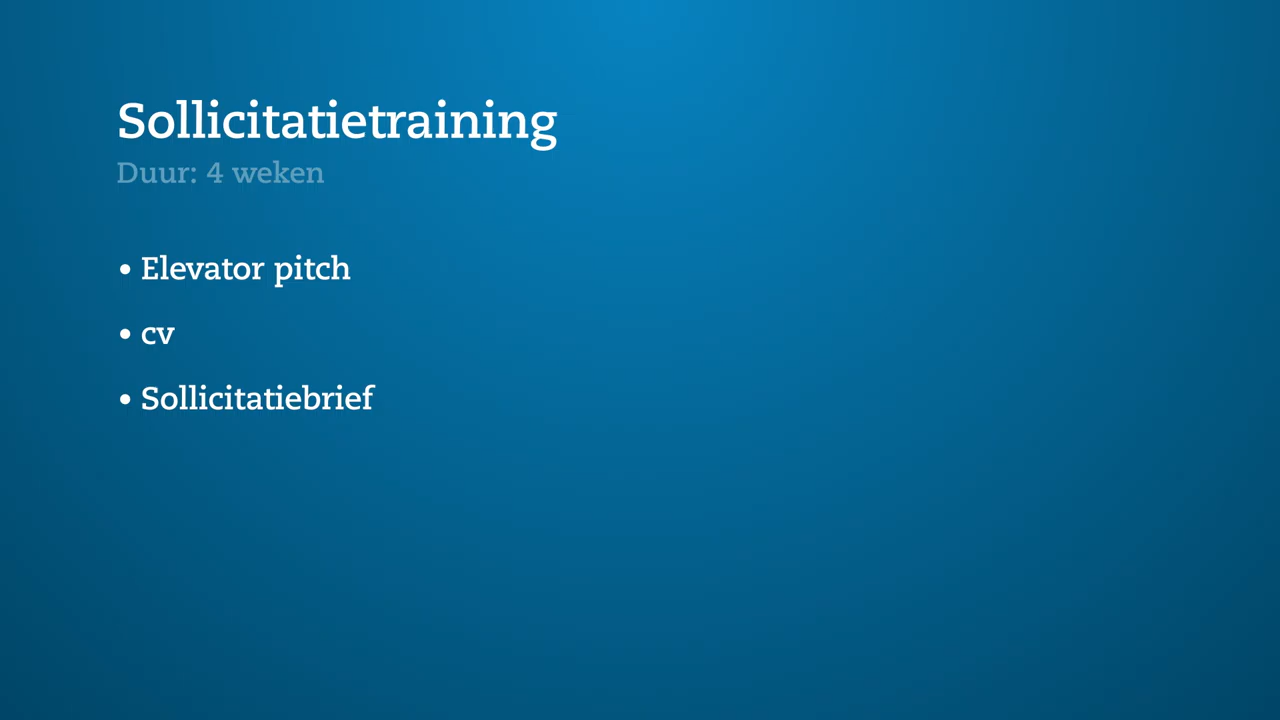 Sollicitatietraining
Duur: 4 weken
• Elevator pitch
• cv
• Sollicitatiebrief